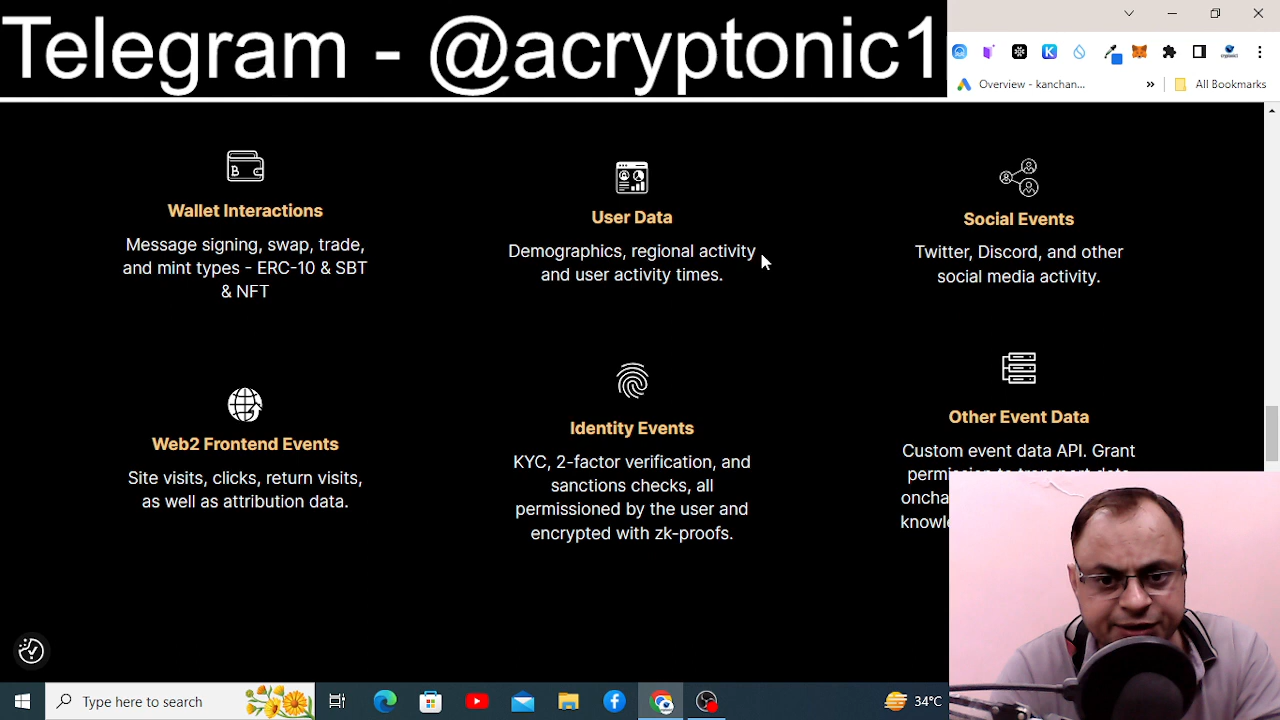 Telegram - @acryptonic1
Overview - kanchan...
All Bookmarks
Wallet Interactions
Message signing, swap, trade,
and mint types - ERC-10 & SBT
& NFT
User Data
Demographics, regional activity
and user activity times.
Social Events
Twitter, Discord, and other
social media activity.
Web2 Frontend Events
Site visits, clicks, return visits,
as well as attribution data.
Identity Events
KYC, 2-factor verification, and
sanctions checks, all
permissioned by the user and
encrypted with zk-proofs.
Other Event Data
Custom event data API. Grant
Type here to search
34°C